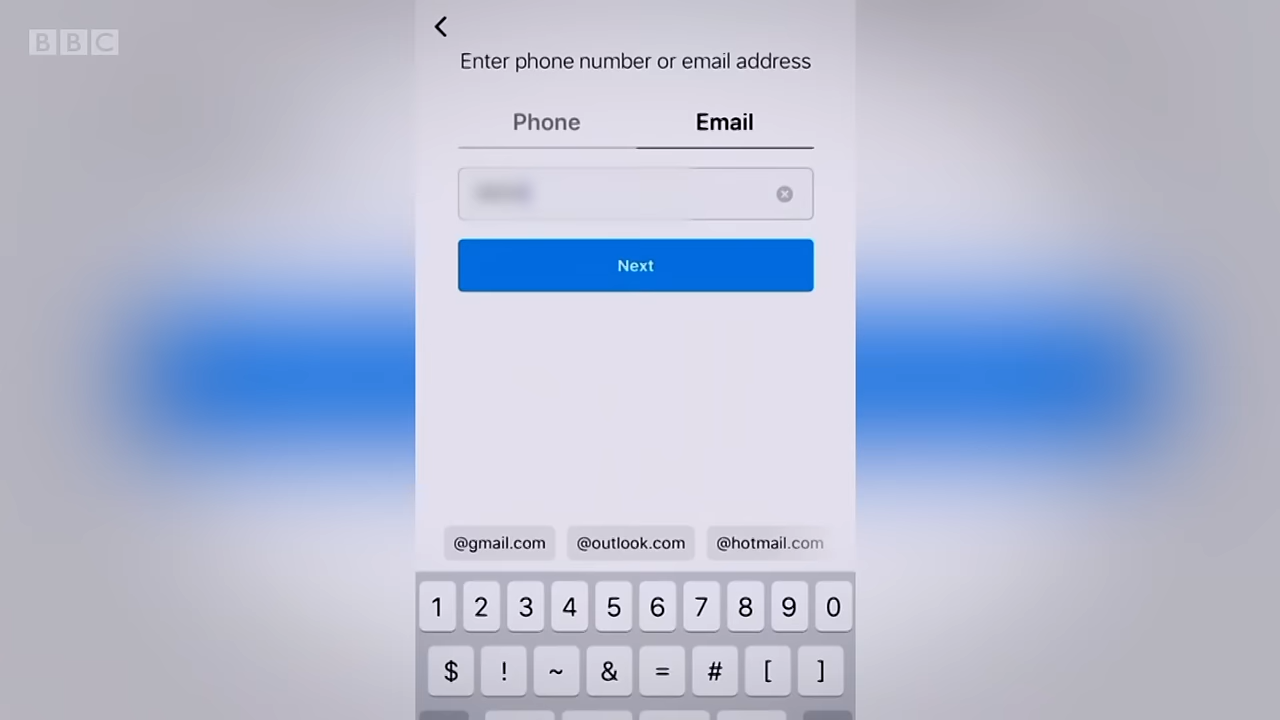 BBC
Enter phone number or email address
Phone Email
Next
@gmail.com @outlook.com @hotmail.com
1 2 3 4 5 6 7 8 9 0
$ ! ~ & = # [ ]